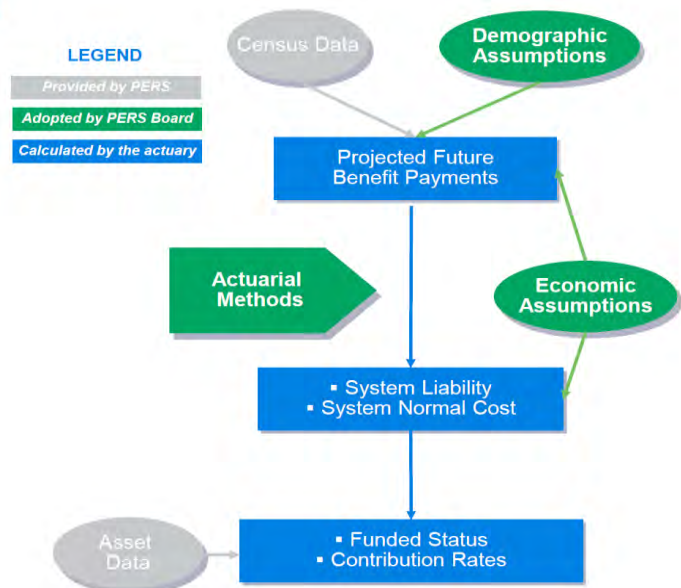 LEGEND
Provided by PERS
Adopted by PERS Board
Calculated by the actuary
Census Data
Demographic
Assumptions
Projected Future
Benefit Payments
Actuarial
Methods
Economic
Assumptions
▪ System Liability
▪ System Normal Cost
Asset
Data
▪ Funded Status
▪ Contribution Rates